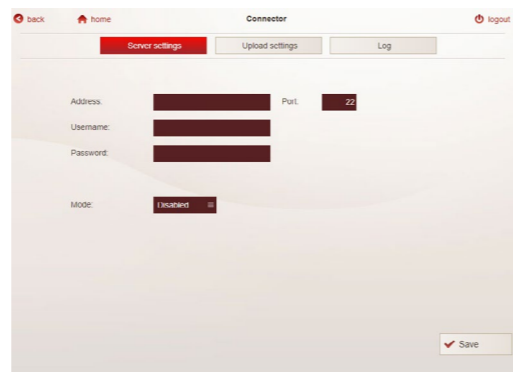 back home Connector logout
Server settings Upload settings Log
Address: Port: 22
Username:
Password:
Mode: Disabled
Save